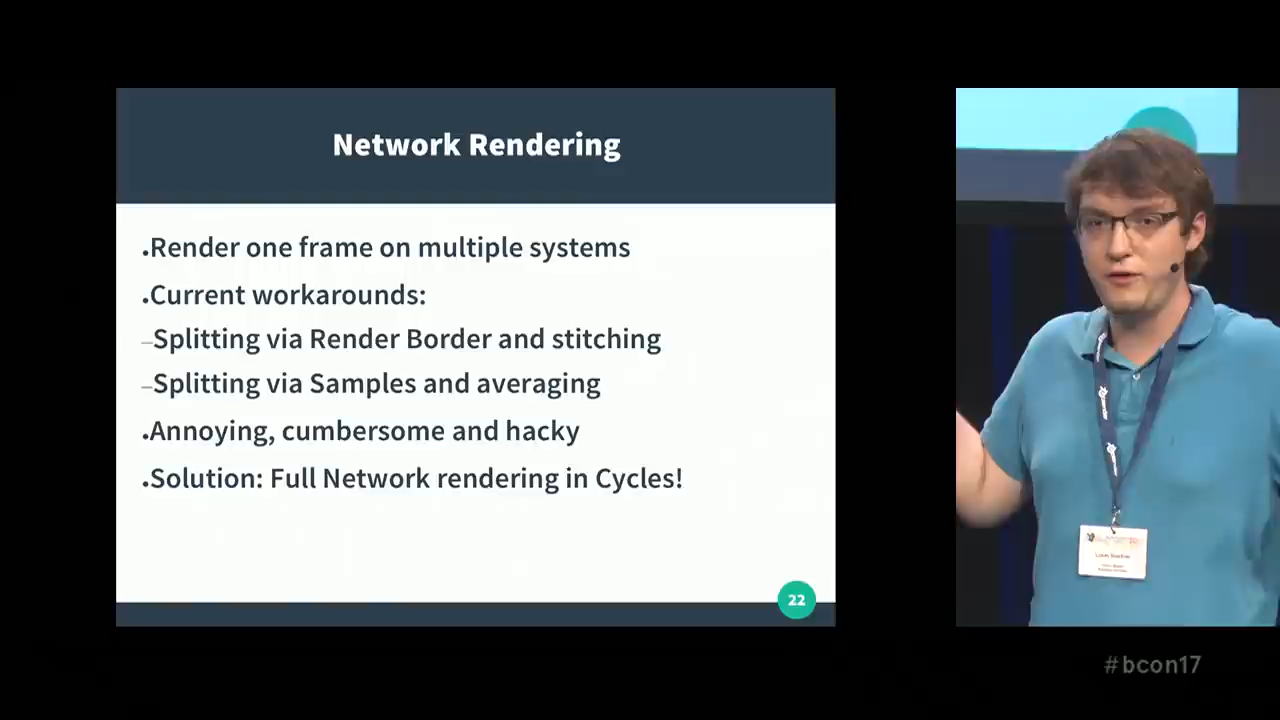 Network Rendering
Render one frame on multiple systems
Current workarounds:
–Splitting via Render Border and stitching
–Splitting via Samples and averaging
Annoying, cumbersome and hacky
Solution: Full Network rendering in Cycles!
22
#bcon17